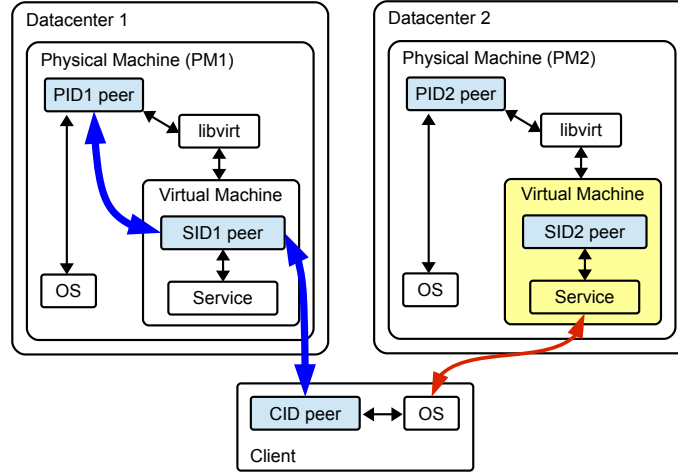 Datacenter 1
Physical Machine (PM1)
PID1 peer
libvirt
Virtual Machine
SID1 peer
OS
Service
Datacenter 2
Physical Machine (PM2)
PID2 peer
libvirt
Virtual Machine
SID2 peer
OS
Service
CID peer
OS
Client